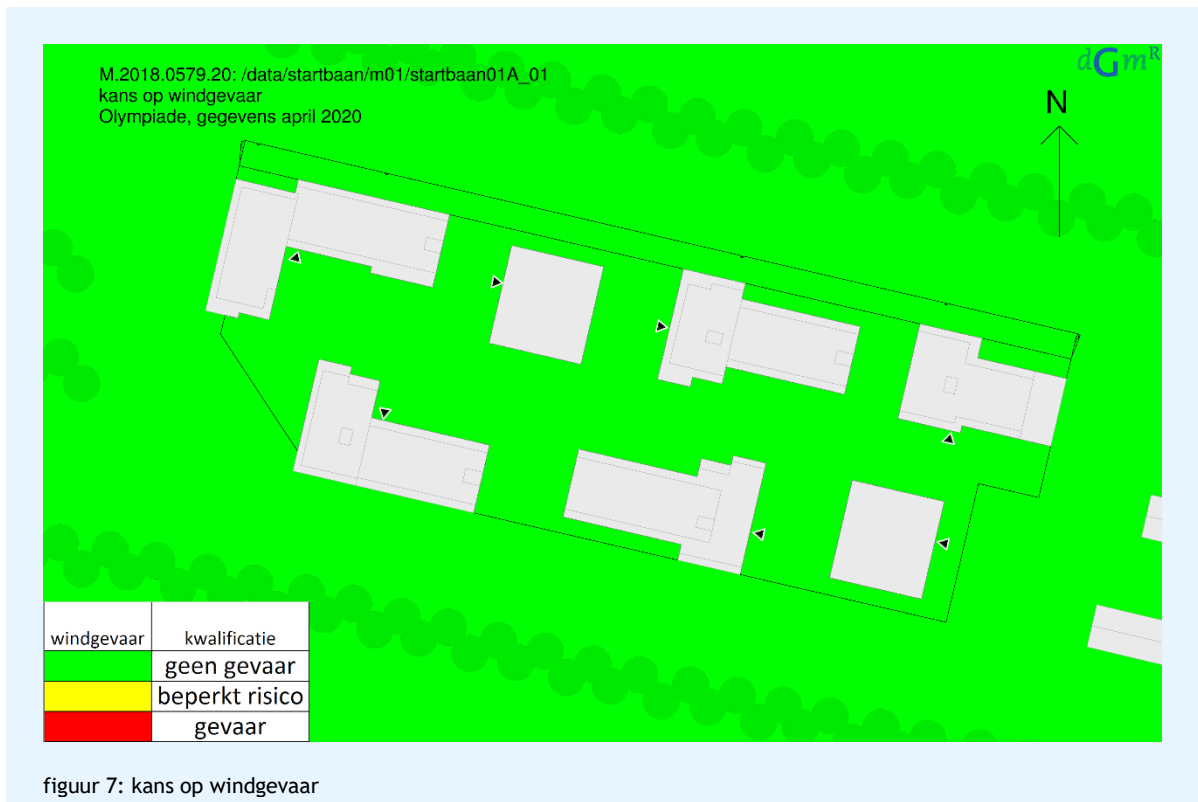 M.2018.0579.20: /data/startbaan/m01/startbaan01A_01
kans op windgevaar
Olympiade, gegevens april 2020
dGmR
N
windgevaar kwalificatie
geen gevaar
beperkt risico
gevaar
figuur 7: kans op windgevaar